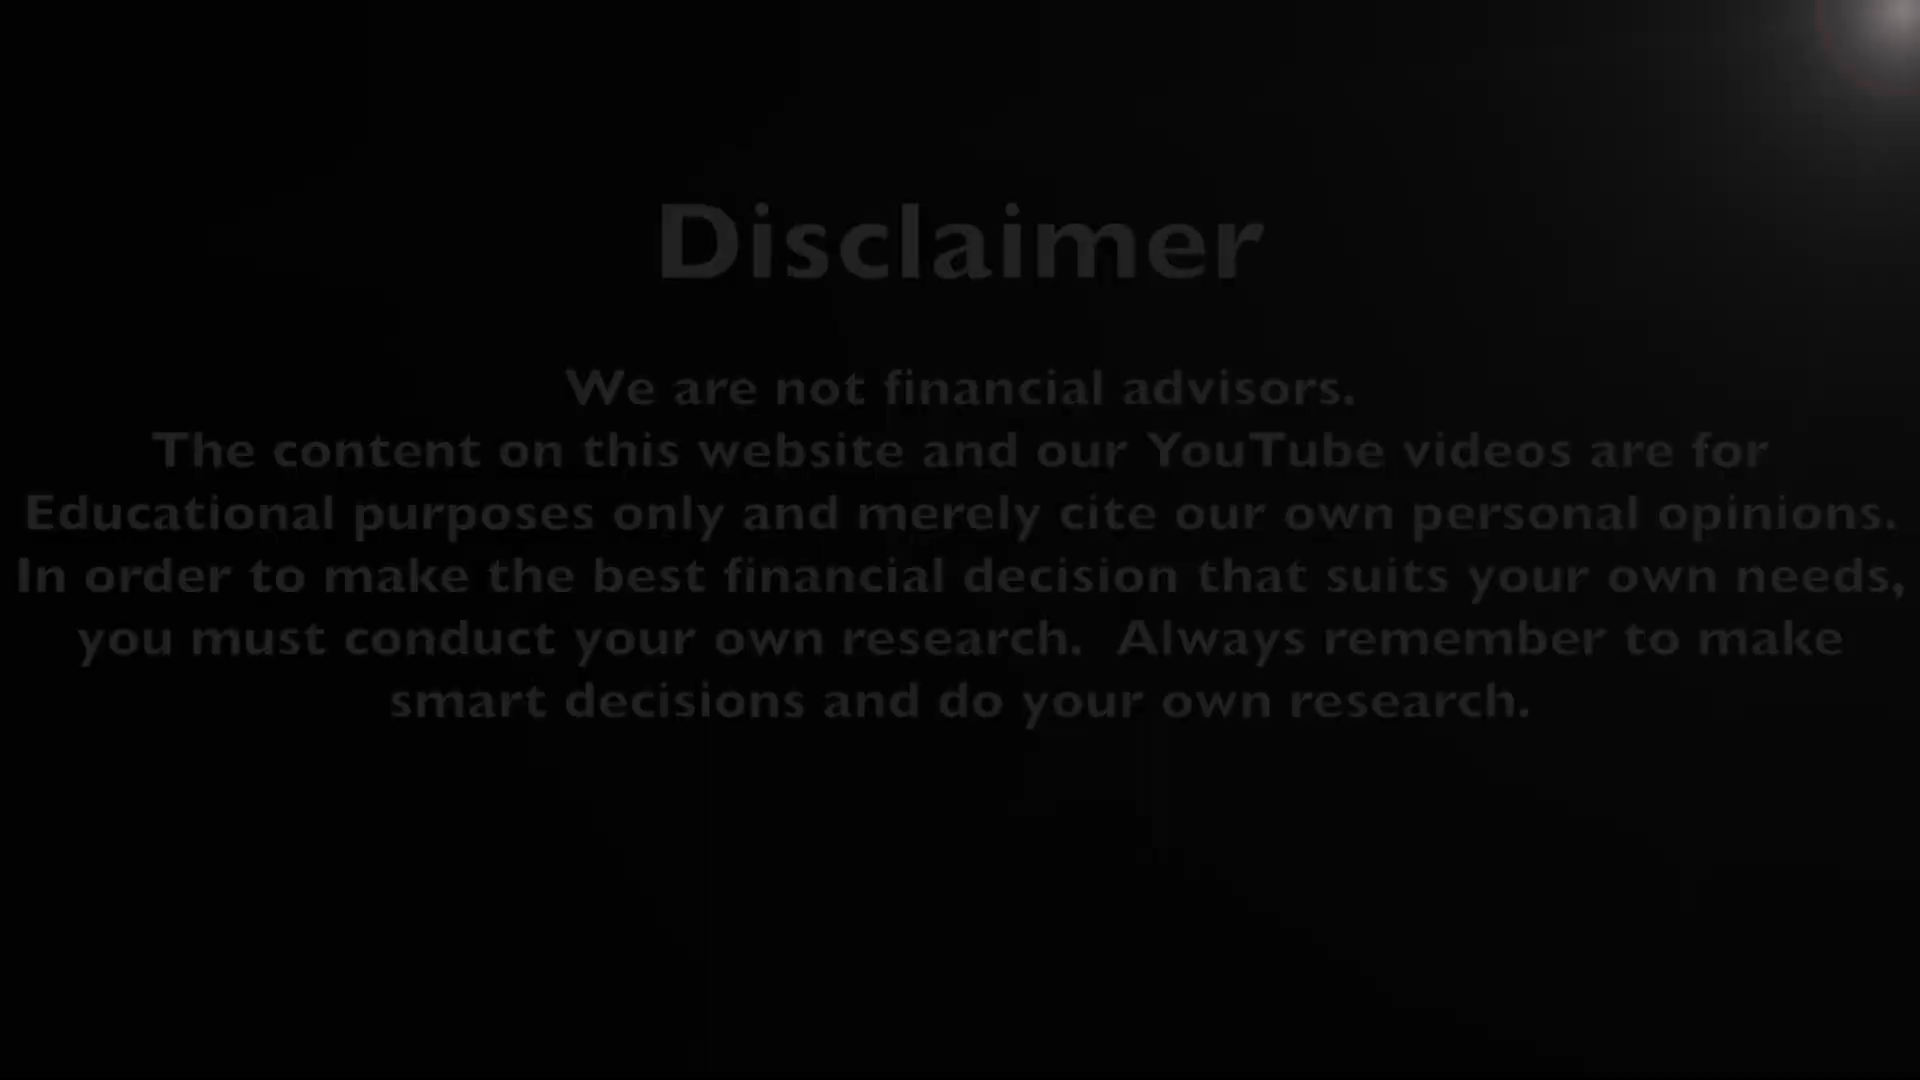 Disclaimer
We are not financial advisors.
The content on this website and our YouTube videos are for
Educational purposes only and merely cite our own personal opinions.
In order to make the best financial decision that suits your own needs,
you must conduct your own research.  Always remember to make
smart decisions and do your own research.